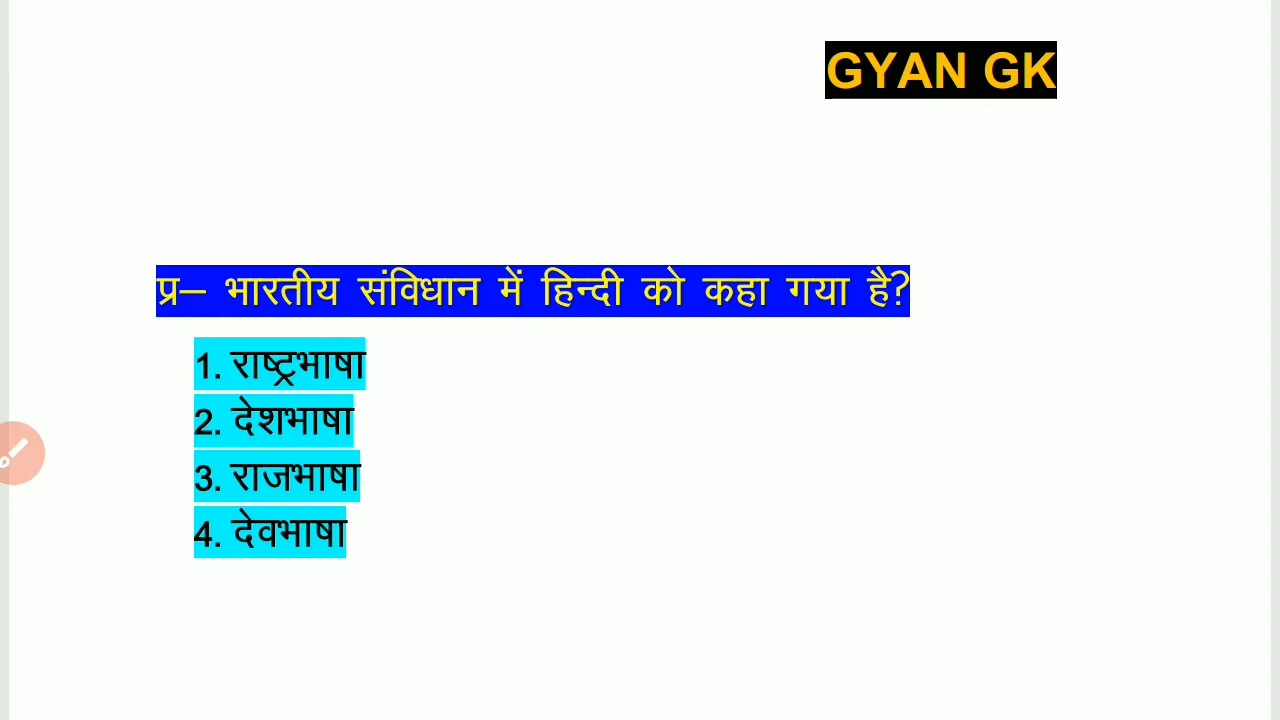 GYAN GK
प्र– भारतीय संविधान में हिन्दी को कहा गया है?
1. राष्ट्रभाषा
2. देशभाषा
3. राजभाषा
4. देवभाषा